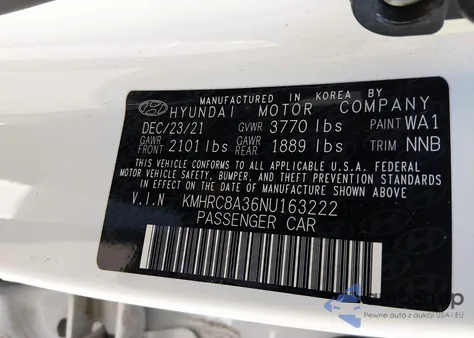 MANUFACTURED IN KOREA BY
HYUNDAI MOTOR COMPANY
DEC/23/21 GVWR 3770 lbs PAINT WA1
GAWR FRONT 2101 lbs GAWR REAR 1889 lbs TRIM NNB
THIS VEHICLE CONFORMS TO ALL APPLICABLE U.S.A. FEDERAL
MOTOR VEHICLE SAFETY, BUMPER, AND THEFT PREVENTION STANDARDS
IN EFFECT ON THE DATE OF MANUFACTURE SHOWN ABOVE.
V.I.N KMHRC8A36NU163222
PASSENGER CAR
Pewne auta z aukcji USA i EU